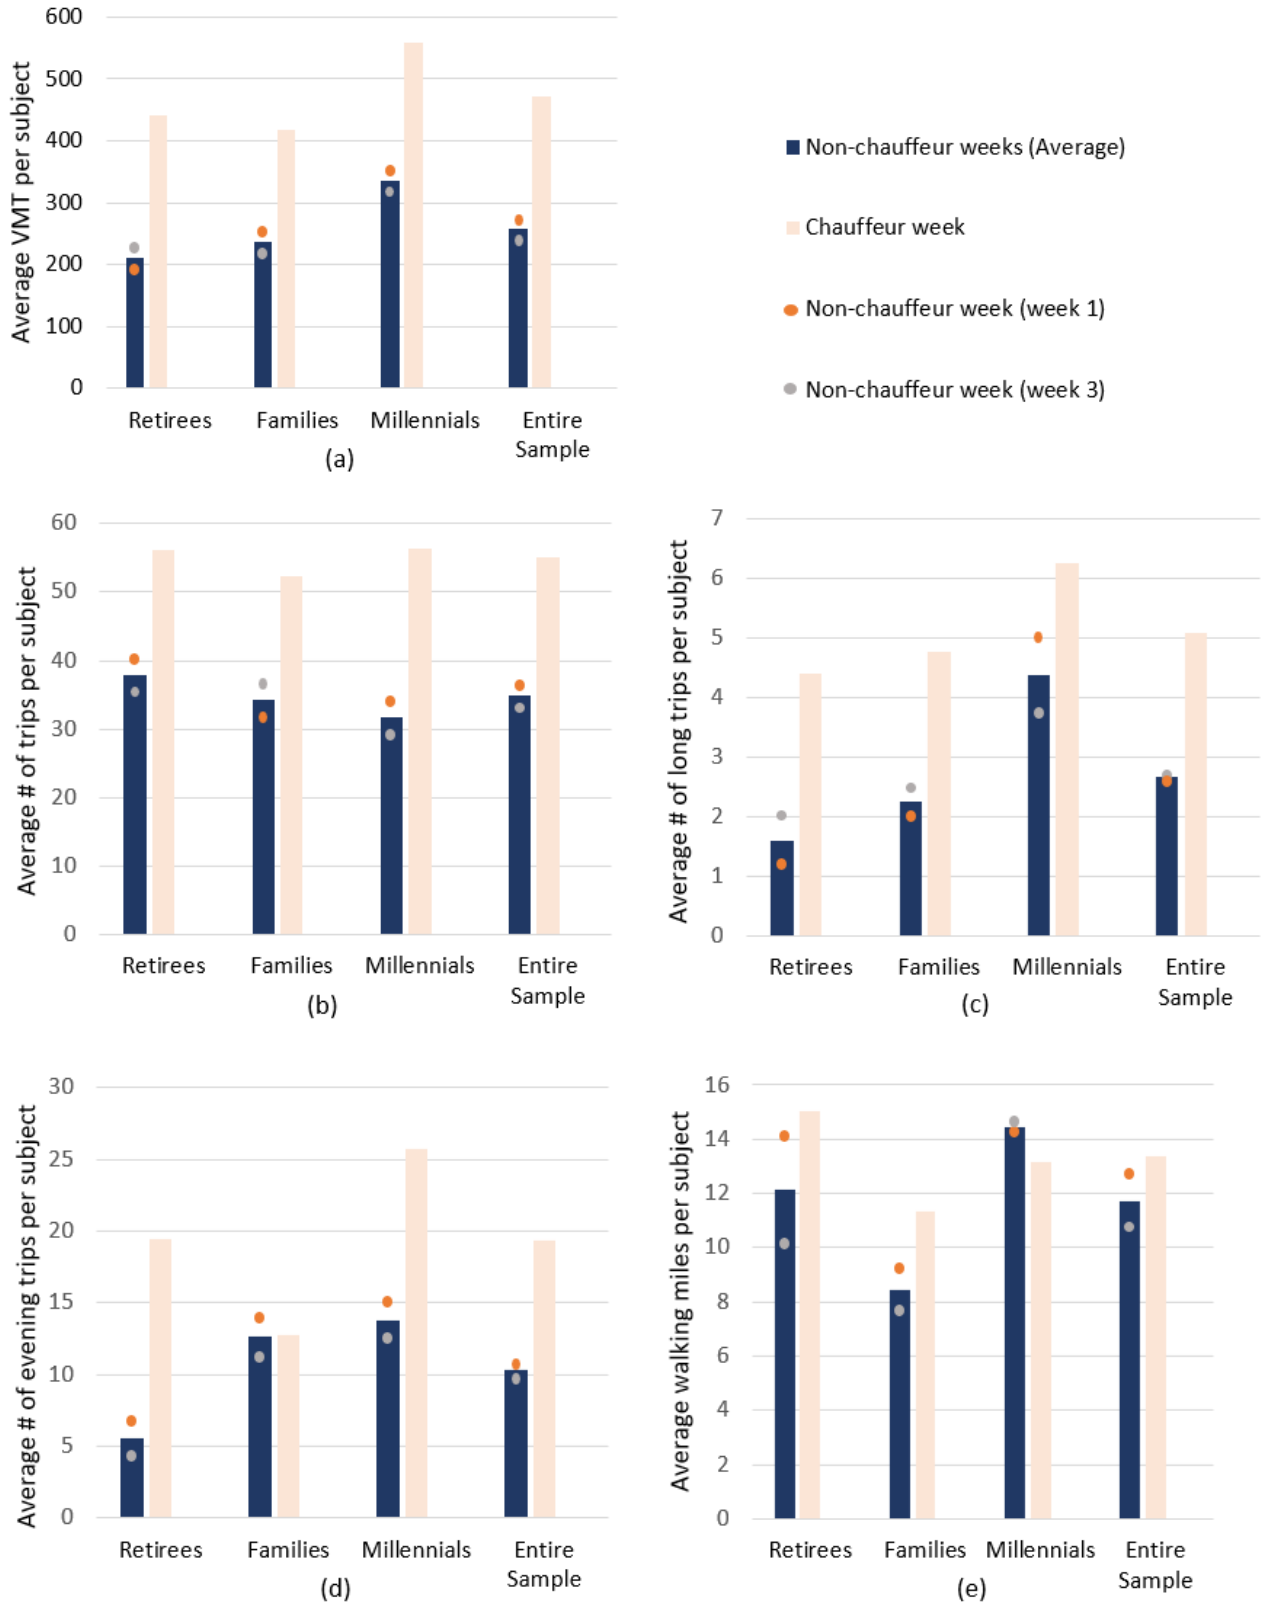 600
500
400
300
200
100
0
Average VMT per subject
Retirees
Families
Millennials
Entire
Sample
(a)
Non-chauffeur weeks (Average)
Chauffeur week
Non-chauffeur week (week 1)
Non-chauffeur week (week 3)
60
50
40
30
20
10
0
Average # of trips per subject
Retirees
Families
Millennials
Entire
Sample
(b)
7
6
5
4
3
2
1
0
Average # of long trips per subject
Retirees
Families
Millennials
Entire
Sample
(c)
30
25
20
15
10
5
0
Average # of evening trips per subject
Retirees
Families
Millennials
Entire
Sample
(d)
16
14
12
10
8
6
4
2
0
Average walking miles per subject
Retirees
Families
Millennials
Entire
Sample
(e)